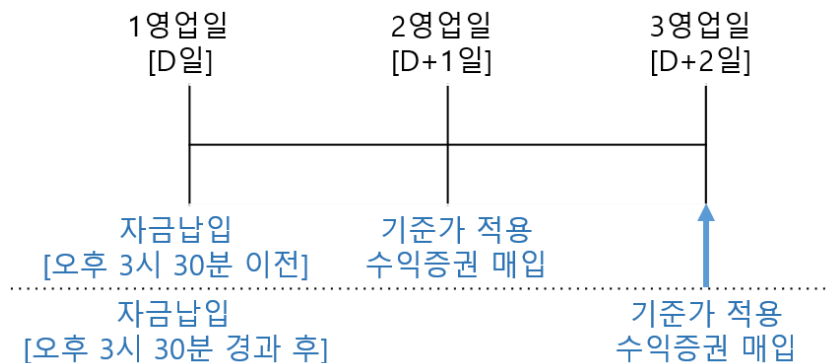 1영업일
[D일]
2영업일
[D+1일]
3영업일
[D+2일]
자금납입
[오후 3시 30분 이전]
기준가 적용
수익증권 매입
자금납입
[오후 3시 30분 경과 후]
기준가 적용
수익증권 매입